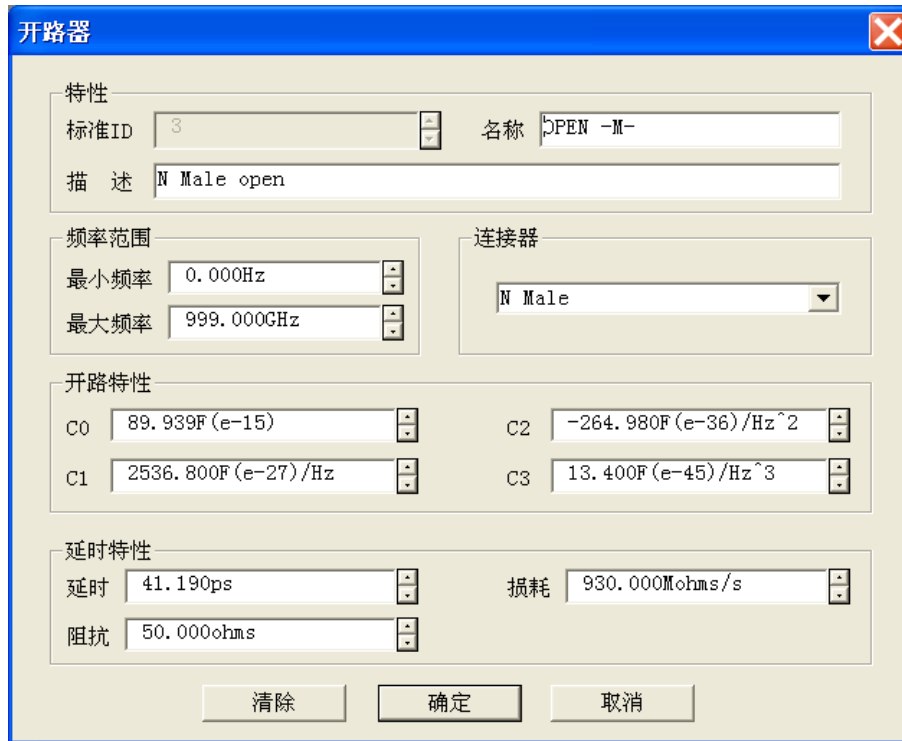 开路器
特性
标准ID 3 名称 OPEN -M-
描 述 N Male open
频率范围 连接器
最小频率 0.000Hz
N Male
最大频率 999.000GHz
开路特性
C0 89.939F(e-15) C2 -264.980F(e-36)/Hz^2
C1 2536.800F(e-27)/Hz C3 13.400F(e-45)/Hz^3
延时特性
延时 41.190ps 损耗 930.000Mohms/s
阻抗 50.000ohms
清除 确定 取消